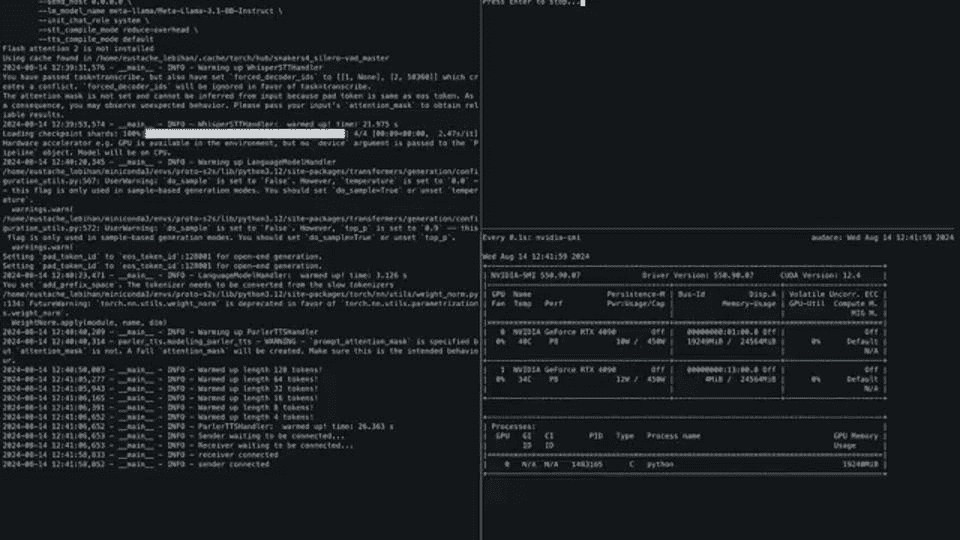 --send_host 0.0.0.0 \
--lm_model_name meta-llama/Meta-Llama-3.1-8B-Instruct \
--init_chat_role system \
--stt_compile_mode reduce-overhead \
--tts_compile_mode default
Flash attention 2 is not installed
Using cache found in /home/eustache_lebihan/.cache/torch/hub/snakers4_silero-vad_master
2024-08-14 12:39:31,576 - __main__ - INFO - Warming up WhisperSTTHandler
You have passed task=transcribe, but also have set `forced_decoder_ids` to [[1, None], [2, 50360]] which cr
eates a conflict. `forced_decoder_ids` will be ignored in favor of task=transcribe.
The attention mask is not set and cannot be inferred from input because pad token is same as eos token. As
a consequence, you may observe unexpected behavior. Please pass your input's `attention_mask` to obtain rel
iable results.
2024-08-14 12:39:53,574 - __main__ - INFO - WhisperSTTHandler:  warmed up! time: 21.975 s
Loading checkpoint shards: 100% 4/4 [00:09<00:00,  2.47s/it]
Hardware accelerator e.g. GPU is available in the environment, but no `device` argument is passed to the `P
ipeline` object. Model will be on CPU.
2024-08-14 12:40:20,345 - __main__ - INFO - Warming up LanguageModelHandler
/home/eustache_lebihan/miniconda3/envs/proto-s2s/lib/python3.12/site-packages/transformers/generation/confi
guration_utils.py:567: UserWarning: `do_sample` is set to `False`. However, `temperature` is set to `0.0` -
- this flag is only used in sample-based generation modes. You should set `do_sample=True` or unset `temper
ature`.
warnings.warn(
/home/eustache_lebihan/miniconda3/envs/proto-s2s/lib/python3.12/site-packages/transformers/generation/confi
guration_utils.py:572: UserWarning: `do_sample` is set to `False`. However, `top_p` is set to `0.9` -- this
flag is only used in sample-based generation modes. You should set `do_sample=True` or unset `top_p`.
warnings.warn(
Setting `pad_token_id` to `eos_token_id`:128001 for open-end generation.
Setting `pad_token_id` to `eos_token_id`:128001 for open-end generation.
2024-08-14 12:40:23,471 - __main__ - INFO - LanguageModelHandler:  warmed up! time: 3.126 s
You set `add_prefix_space`. The tokenizer needs to be converted from the slow tokenizers
/home/eustache_lebihan/miniconda3/envs/proto-s2s/lib/python3.12/site-packages/torch/nn/utils/weight_norm.py
:134: FutureWarning: `torch.nn.utils.weight_norm` is deprecated in favor of `torch.nn.utils.parametrization
s.weight_norm`.
WeightNorm.apply(module, name, dim)
2024-08-14 12:40:40,209 - __main__ - INFO - Warming up ParlerTTSHandler
2024-08-14 12:40:40,314 - parler_tts.modeling_parler_tts - WARNING - `prompt_attention_mask` is specified b
ut `attention_mask` is not. A full `attention_mask` will be created. Make sure this is the intended behavio
ur.
2024-08-14 12:40:50,003 - __main__ - INFO - Warmed up length 128 tokens!
2024-08-14 12:41:05,277 - __main__ - INFO - Warmed up length 64 tokens!
2024-08-14 12:41:05,943 - __main__ - INFO - Warmed up length 32 tokens!
2024-08-14 12:41:06,165 - __main__ - INFO - Warmed up length 16 tokens!
2024-08-14 12:41:06,391 - __main__ - INFO - Warmed up length 8 tokens!
2024-08-14 12:41:06,652 - __main__ - INFO - Warmed up length 4 tokens!
2024-08-14 12:41:06,652 - __main__ - INFO - ParlerTTSHandler:  warmed up! time: 26.363 s
2024-08-14 12:41:06,653 - __main__ - INFO - Sender waiting to be connected...
2024-08-14 12:41:06,653 - __main__ - INFO - Receiver waiting to be connected...
2024-08-14 12:41:58,033 - __main__ - INFO - receiver connected
2024-08-14 12:41:58,052 - __main__ - INFO - sender connected
Press Enter to stop...
Every 0.1s: nvidia-smi audace: Wed Aug 14 12:41:59 2024
Wed Aug 14 12:41:59 2024
NVIDIA-SMI 550.90.07 Driver Version: 550.90.07 CUDA Version: 12.4
GPU Name Persistence-M | Bus-Id Disp.A | Volatile Uncorr. ECC
Fan Temp Perf Pwr:Usage/Cap | Memory-Usage | GPU-Util Compute M.
MIG M.
0 NVIDIA GeForce RTX 4090 Off | 00000000:01:00.0 Off | Off
0% 40C P8 10W / 450W | 19249MiB / 24564MiB | 0% Default
N/A
1 NVIDIA GeForce RTX 4090 Off | 00000000:13:00.0 Off | Off
0% 34C P8 12W / 450W | 4MiB / 24564MiB | 0% Default
N/A
Processes:
GPU GI CI PID Type Process name GPU Memory
ID ID Usage
0 N/A N/A 1483165 C python 19240MiB